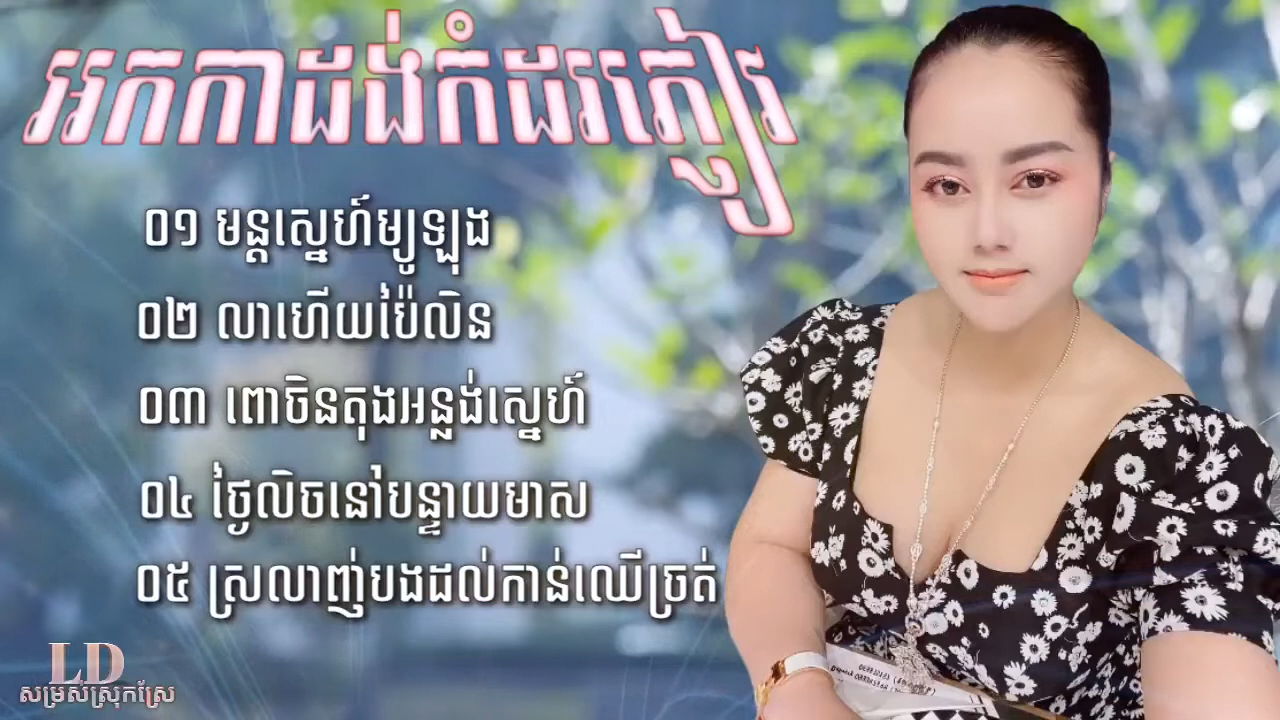 អកកាដង់កំដរភ្ញៀវ
០១ មន្តស្នេហ៍ម្យូឡុង
០២ លាហើយប៉ៃលិន
០៣ ពោចិនតុងអន្លង់ស្នេហ៍
០៤ ថ្ងៃលិចនៅបន្ទាយមាស
០៥ ស្រលាញ់បងដល់កាន់ឈើច្រត់
LD
សម្រស់ស្រុកស្រែ